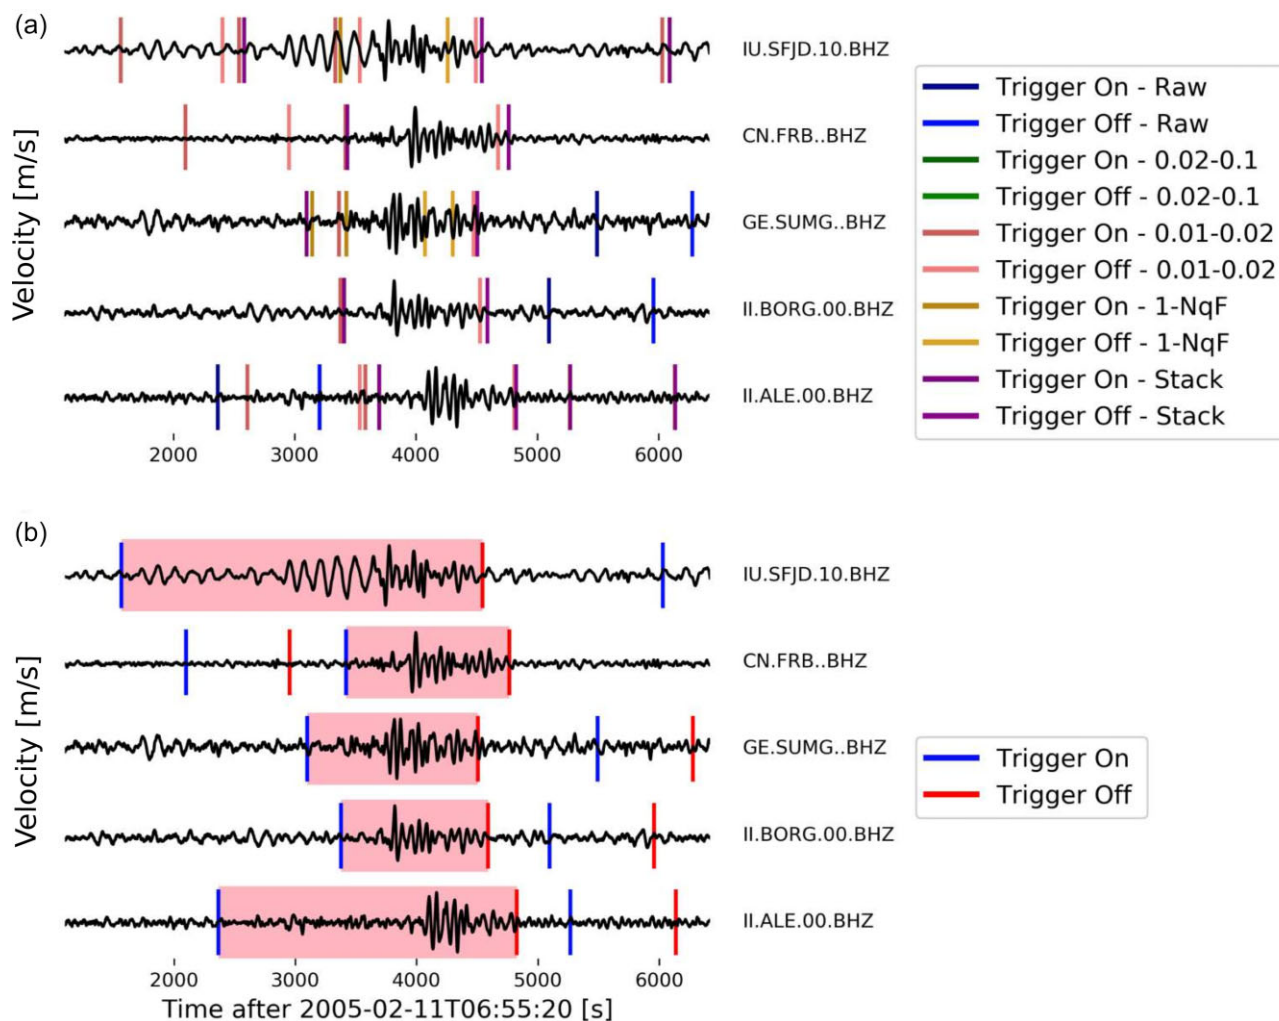 (a)
Velocity [m/s]
IU.SFJD.10.BHZ
CN.FRB..BHZ
GE.SUMG..BHZ
II.BORG.00.BHZ
II.ALE.00.BHZ
2000 3000 4000 5000 6000
Trigger On - Raw
Trigger Off - Raw
Trigger On - 0.02-0.1
Trigger Off - 0.02-0.1
Trigger On - 0.01-0.02
Trigger Off - 0.01-0.02
Trigger On - 1-NqF
Trigger Off - 1-NqF
Trigger On - Stack
Trigger Off - Stack
(b)
Velocity [m/s]
IU.SFJD.10.BHZ
CN.FRB..BHZ
GE.SUMG..BHZ
II.BORG.00.BHZ
II.ALE.00.BHZ
2000 3000 4000 5000 6000
Time after 2005-02-11T06:55:20 [s]
Trigger On
Trigger Off